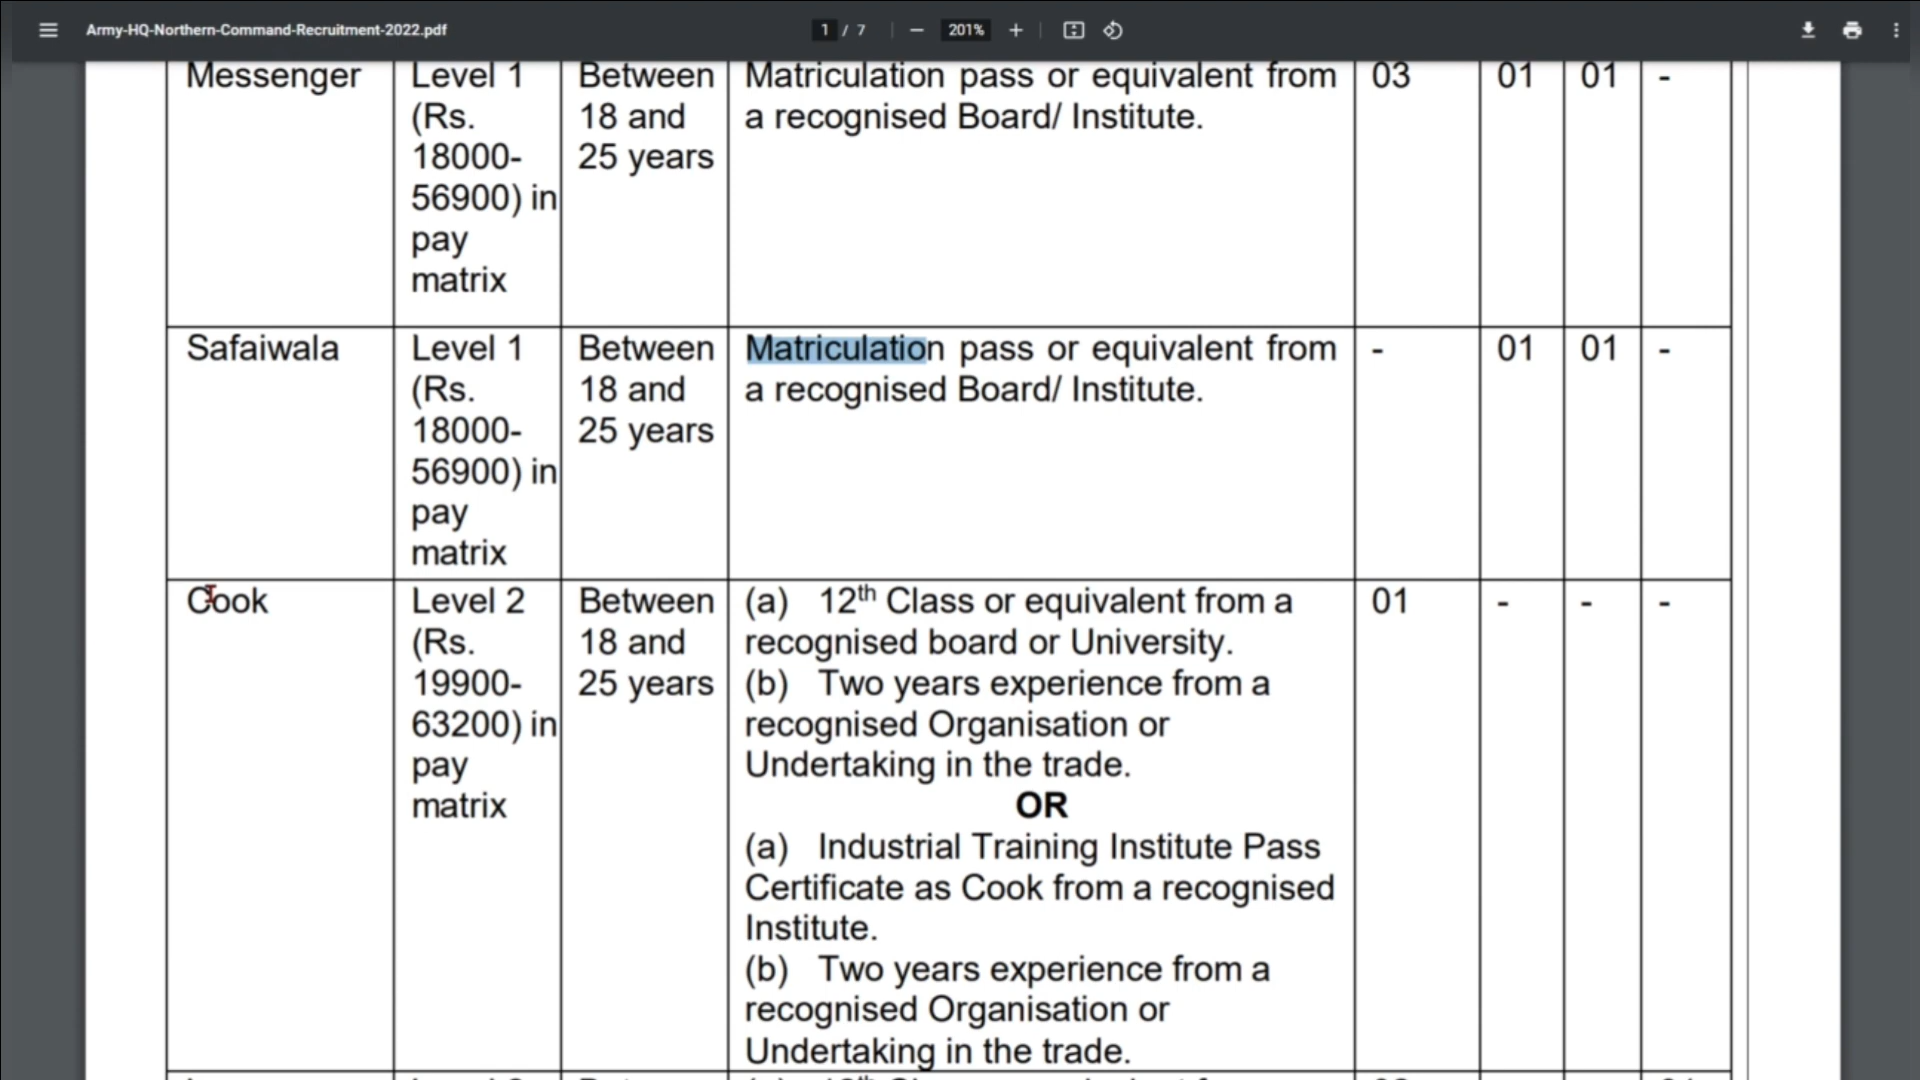 Army-HQ-Northern-Command-Recruitment-2022.pdf
1 / 7
201%
Messenger
Level 1
(Rs.
18000-
56900) in
pay
matrix
Between
18 and
25 years
Matriculation pass or equivalent from
a recognised Board/ Institute.
03
01
01
-
Safaiwala
Level 1
(Rs.
18000-
56900) in
pay
matrix
Between
18 and
25 years
Matriculation pass or equivalent from
a recognised Board/ Institute.
-
01
01
-
Cook
Level 2
(Rs.
19900-
63200) in
pay
matrix
Between
18 and
25 years
(a) 12th Class or equivalent from a
recognised board or University.
(b) Two years experience from a
recognised Organisation or
Undertaking in the trade.
OR
(a) Industrial Training Institute Pass
Certificate as Cook from a recognised
Institute.
(b) Two years experience from a
recognised Organisation or
Undertaking in the trade.
01
-
-
-